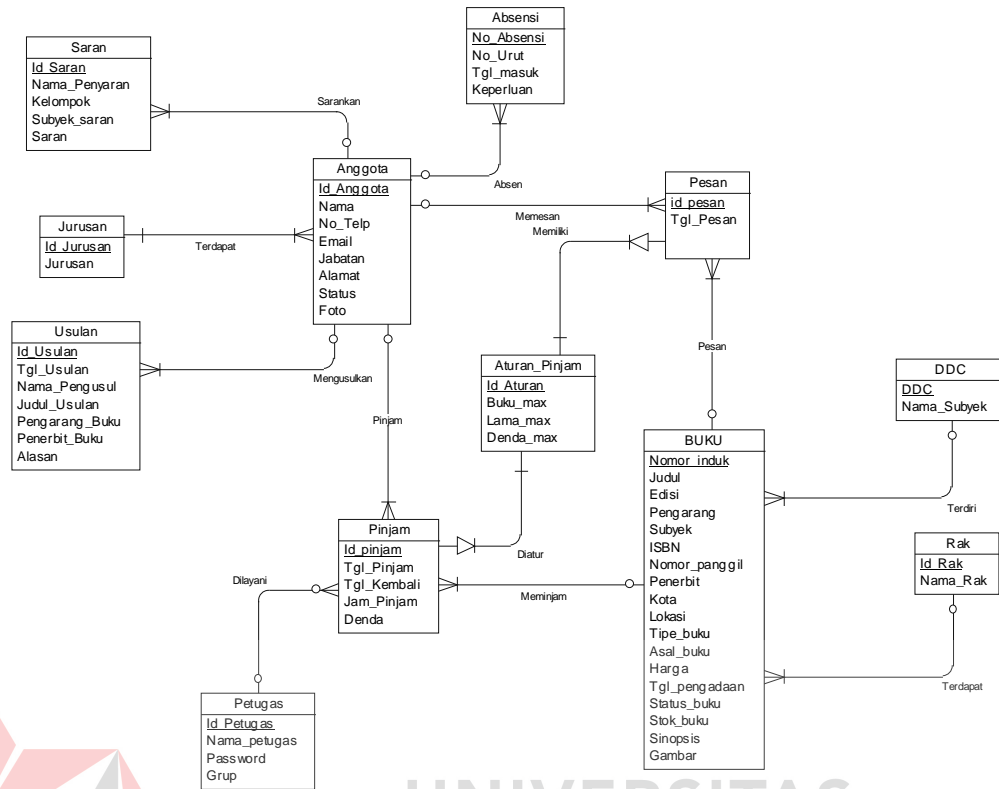 Absensi
No_Absensi
No_Urut
Tgl_masuk
Keperluan
Saran
Id_Saran
Nama_Penyaran
Kelompok
Subyek_saran
Saran
Sarankan
Absen
Anggota
Id_Anggota
Nama
No_Telp
Email
Jabatan
Alamat
Status
Foto
Pesan
id_pesan
Tgl_Pesan
Memesan
Memiliki
Jurusan
Id_Jurusan
Jurusan
Terdapat
Usulan
Id_Usulan
Tgl_Usulan
Nama_Pengusul
Judul_Usulan
Pengarang_Buku
Penerbit_Buku
Alasan
Mengusulkan
Pinjam
Pesan
Aturan_Pinjam
Id_Aturan
Buku_max
Lama_max
Denda_max
DDC
DDC
Nama_Subyek
Terdiri
BUKU
Nomor_induk
Judul
Edisi
Pengarang
Subyek
ISBN
Nomor_panggil
Penerbit
Kota
Lokasi
Tipe_buku
Asal_buku
Harga
Tgl_pengadaan
Status_buku
Stok_buku
Sinopsis
Gambar
Rak
Id_Rak
Nama_Rak
Terdapat
Pinjam
Id_pinjam
Tgl_Pinjam
Tgl_Kembali
Jam_Pinjam
Denda
Diatur
Meminjam
Dilayani
Petugas
Id_Petugas
Nama_petugas
Password
Grup
UNIVERSITAS